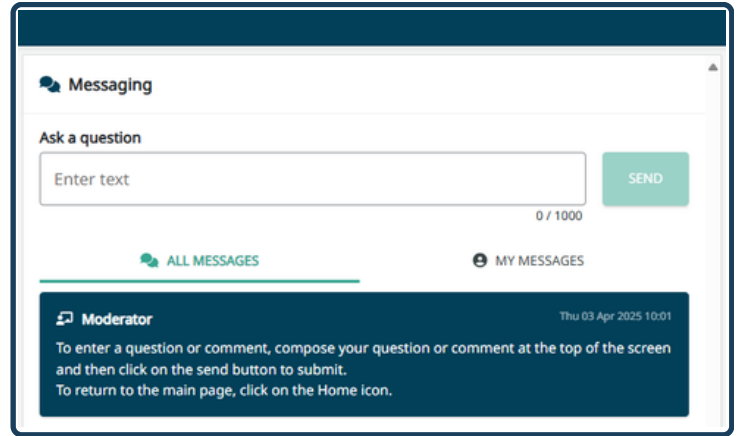 Messaging
Ask a question
Enter text
SEND
0 / 1000
ALL MESSAGES
MY MESSAGES
Moderator
Thu 03 Apr 2025 10:01
To enter a question or comment, compose your question or comment at the top of the screen
and then click on the send button to submit.
To return to the main page, click on the Home icon.